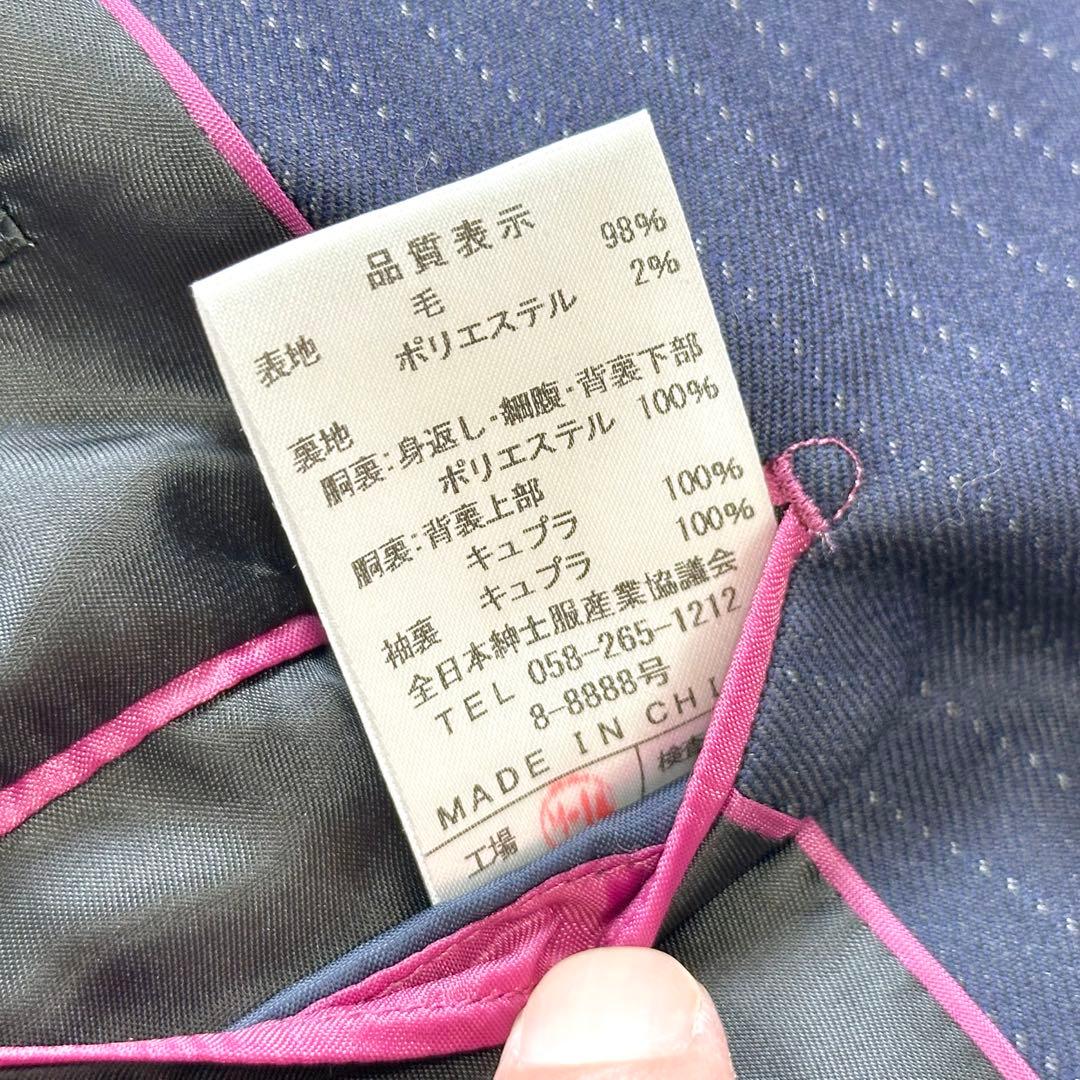 品質表示
表地 毛 98%
ポリエステル 2%
裏地
胴裏:身返し・細腹・背裏下部
ポリエステル 100%
胴裏:背裏上部
キュプラ 100%
袖裏 キュプラ 100%
全日本紳士服産業協議会
TEL 058-265-1212
8-8888号
MADE IN CHI
工場 検査